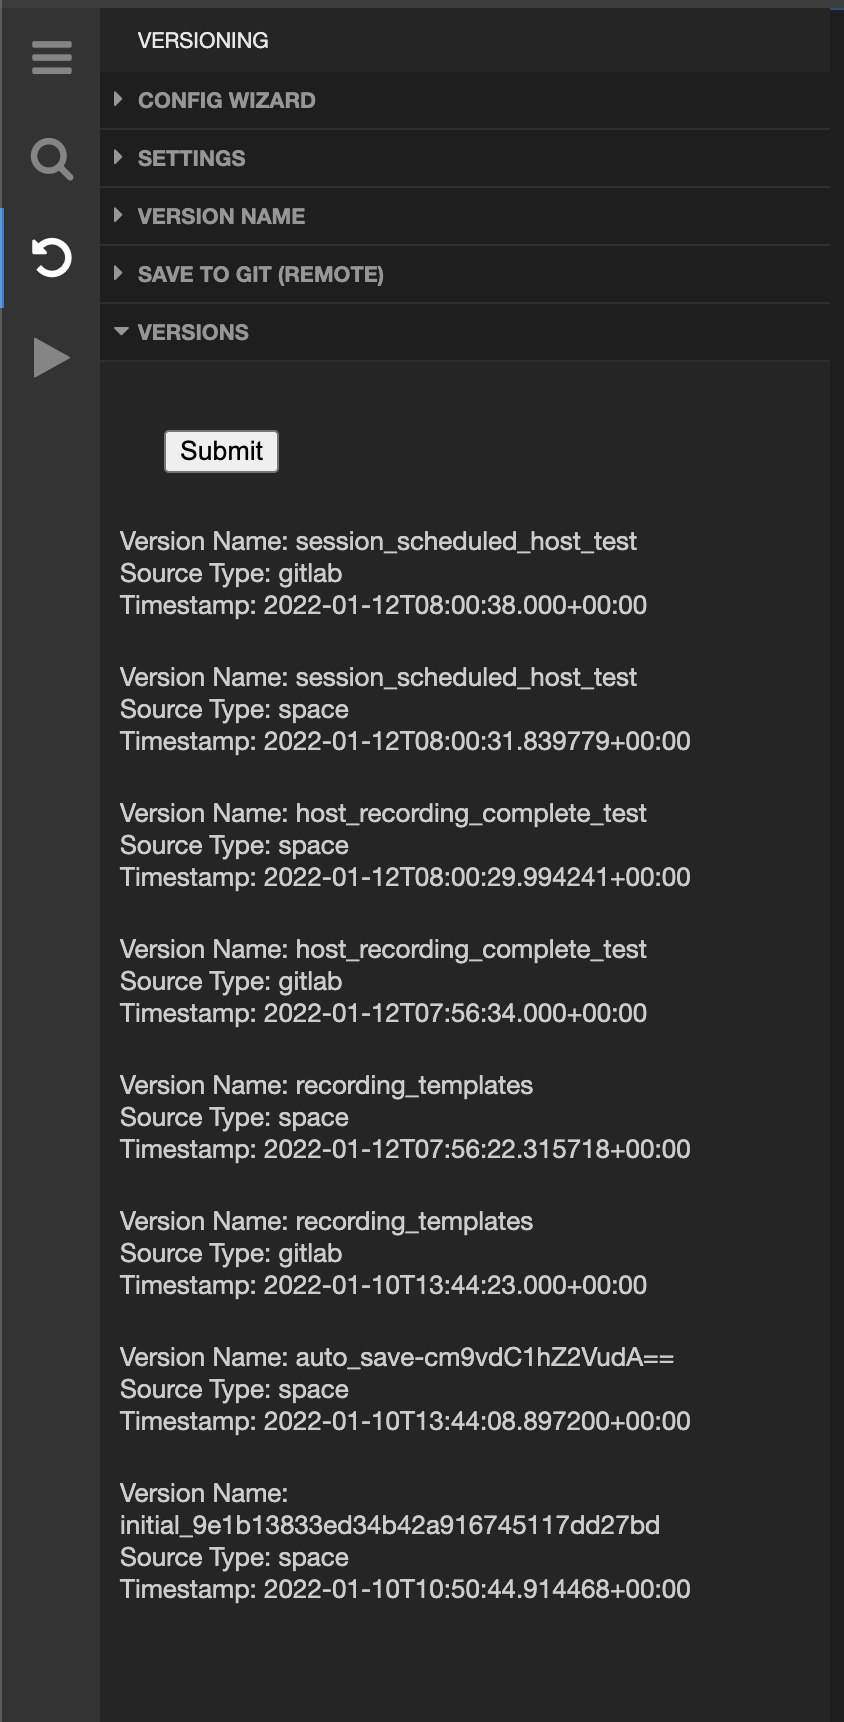 VERSIONING
CONFIG WIZARD
SETTINGS
VERSION NAME
SAVE TO GIT (REMOTE)
VERSIONS
Submit
Version Name: session_scheduled_host_test
Source Type: gitlab
Timestamp: 2022-01-12T08:00:38.000+00:00
Version Name: session_scheduled_host_test
Source Type: space
Timestamp: 2022-01-12T08:00:31.839779+00:00
Version Name: host_recording_complete_test
Source Type: space
Timestamp: 2022-01-12T08:00:29.994241+00:00
Version Name: host_recording_complete_test
Source Type: gitlab
Timestamp: 2022-01-12T07:56:34.000+00:00
Version Name: recording_templates
Source Type: space
Timestamp: 2022-01-12T07:56:22.315718+00:00
Version Name: recording_templates
Source Type: gitlab
Timestamp: 2022-01-10T13:44:23.000+00:00
Version Name: auto_save-cm9vdC1hZ2VudA==
Source Type: space
Timestamp: 2022-01-10T13:44:08.897200+00:00
Version Name:
initial_9e1b13833ed34b42a916745117dd27bd
Source Type: space
Timestamp: 2022-01-10T10:50:44.914468+00:00